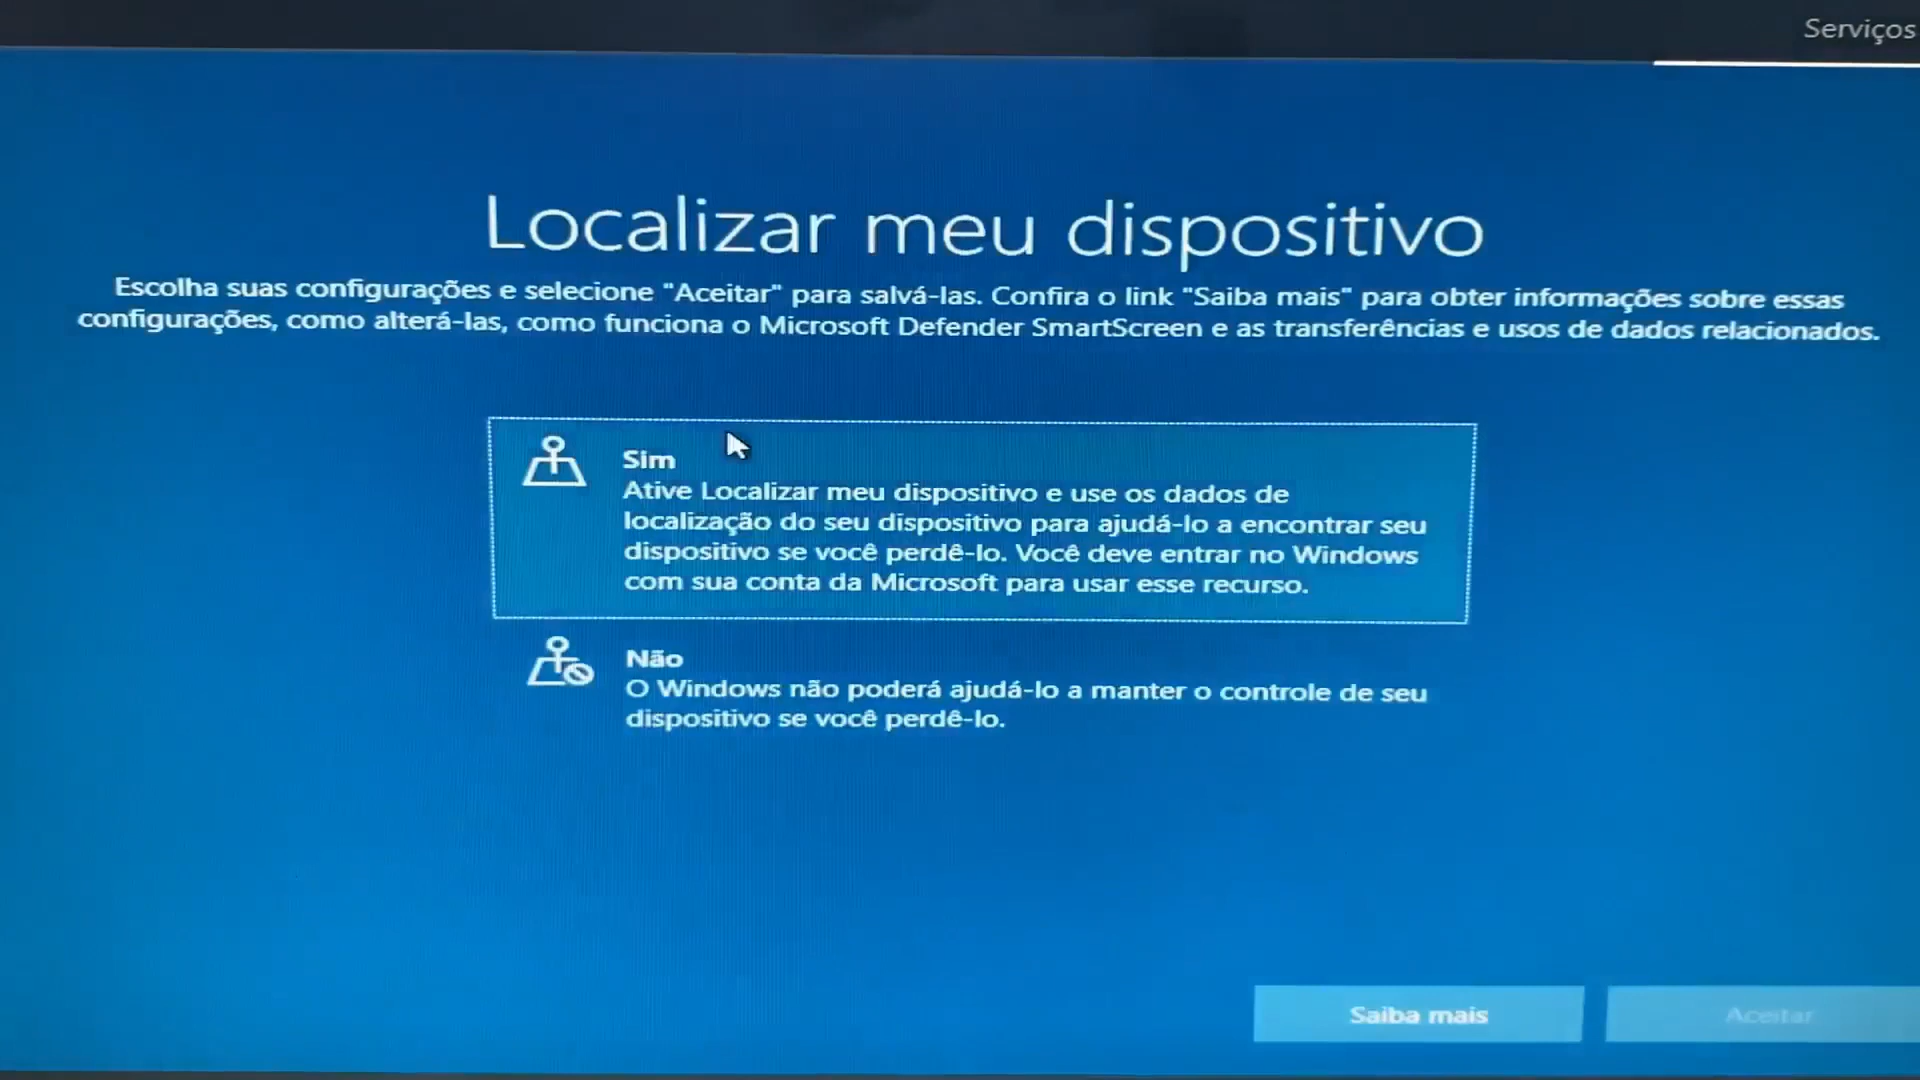 Serviços
Localizar meu dispositivo
Escolha suas configurações e selecione "Aceitar" para salvá-las. Confira o link "Saiba mais" para obter informações sobre essas
configurações, como alterá-las, como funciona o Microsoft Defender SmartScreen e as transferências e usos de dados relacionados.
Sim
Ative Localizar meu dispositivo e use os dados de
localização do seu dispositivo para ajudá-lo a encontrar seu
dispositivo se você perdê-lo. Você deve entrar no Windows
com sua conta da Microsoft para usar esse recurso.
Não
O Windows não poderá ajudá-lo a manter o controle de seu
dispositivo se você perdê-lo.
Saiba mais
Aceitar